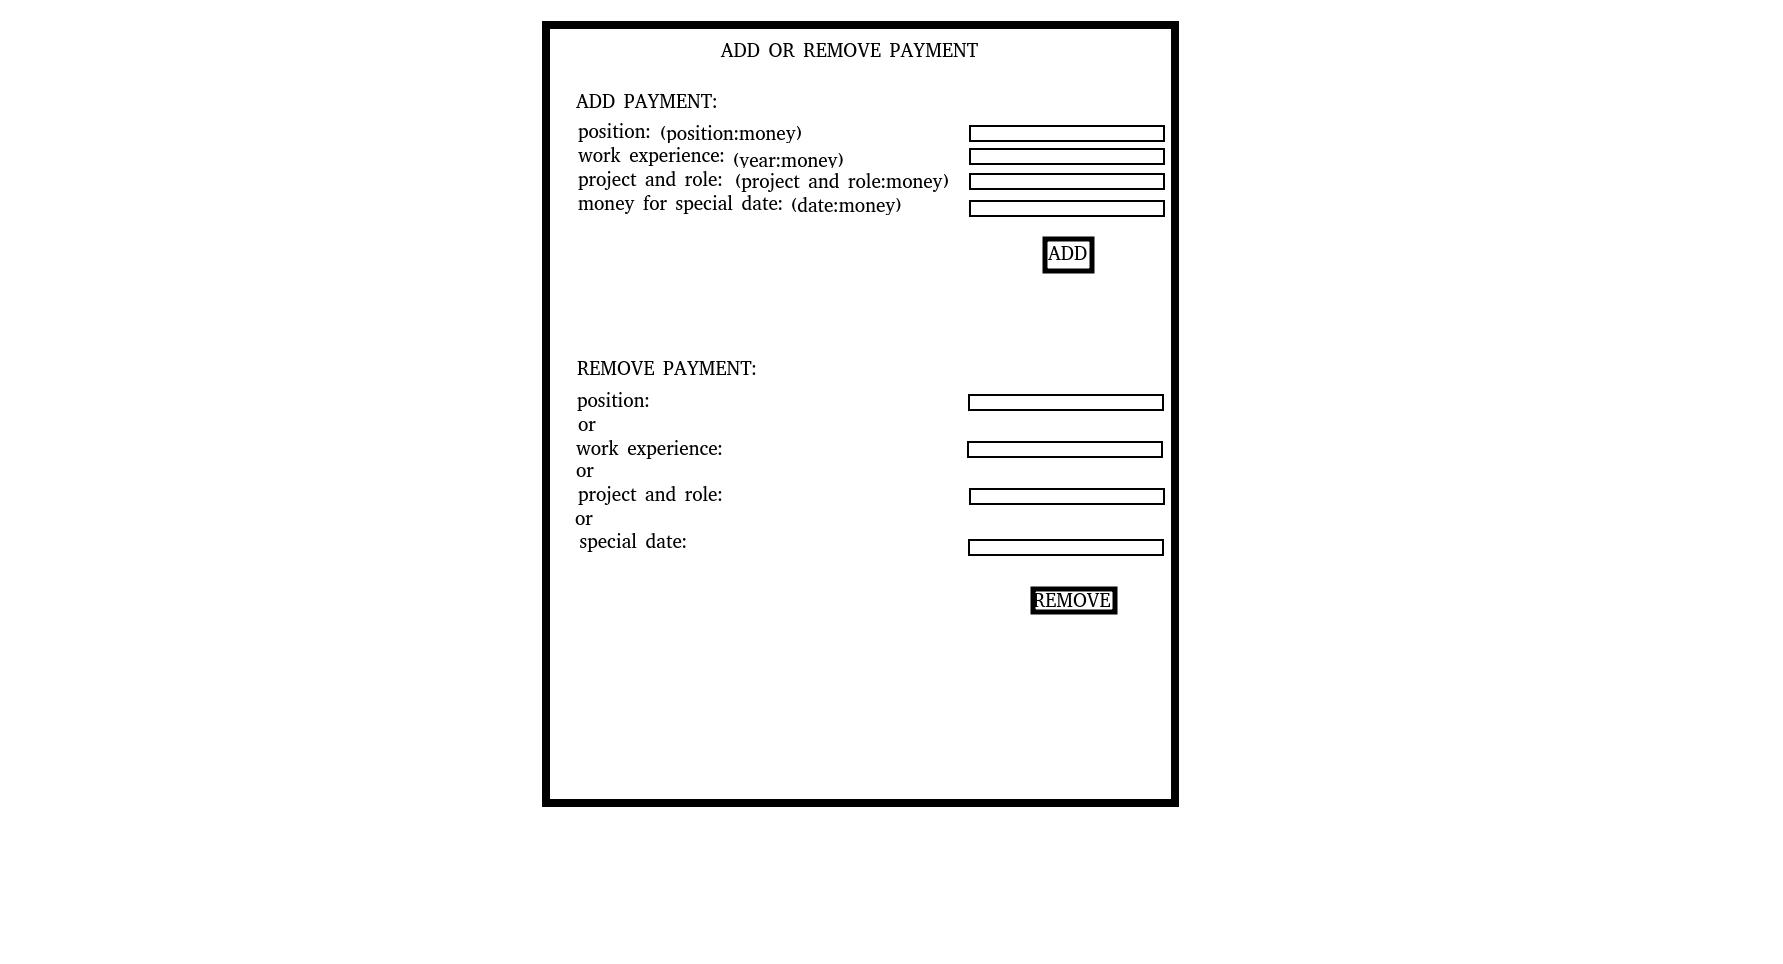 ADD OR REMOVE PAYMENT
ADD PAYMENT:
position: (position:money)
work experience: (year:money)
project and role: (project and role:money)
money for special date: (date:money)
ADD
REMOVE PAYMENT:
position:
or
work experience:
or
project and role:
or
special date:
REMOVE